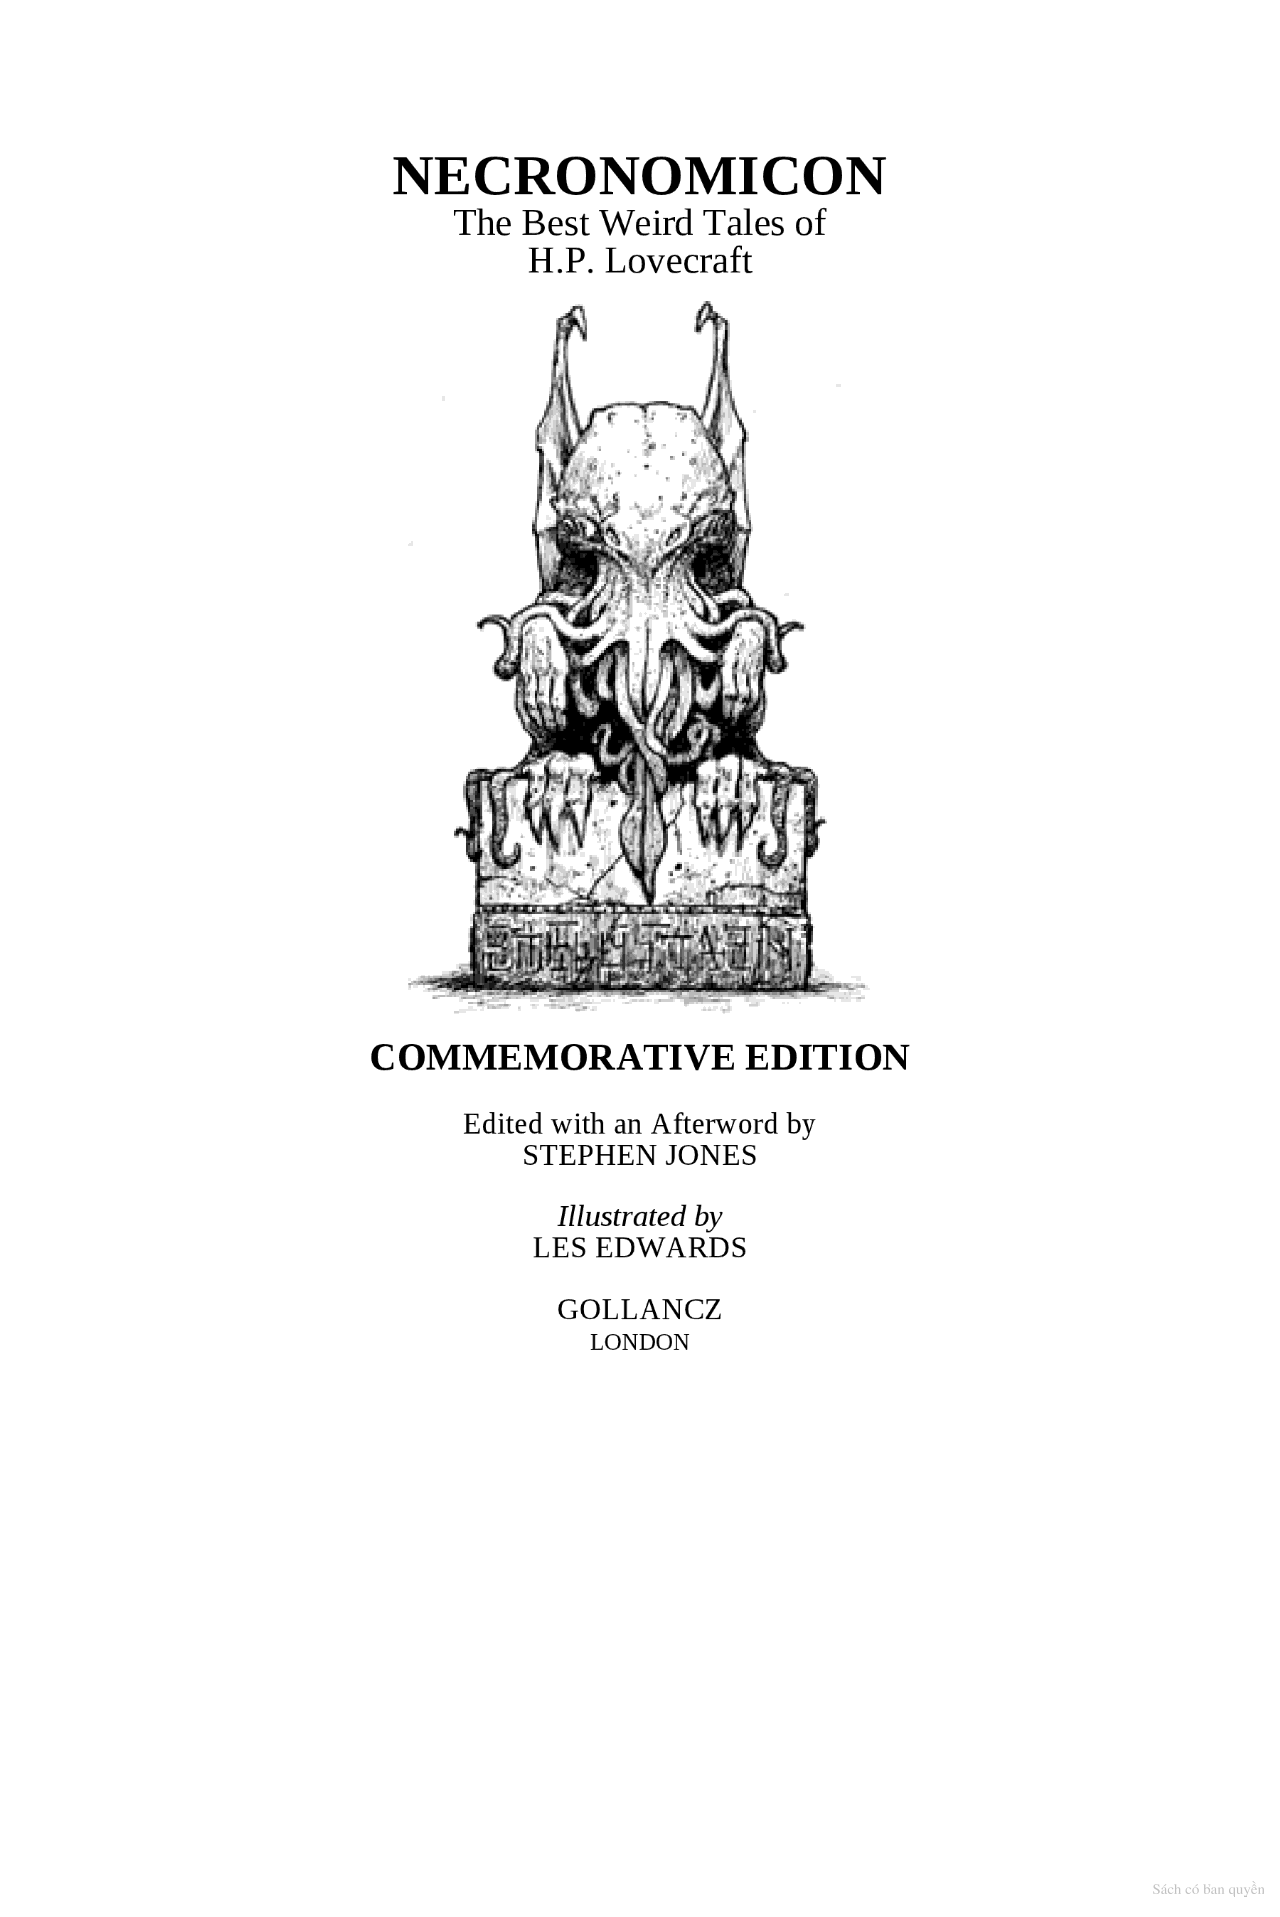 NECRONOMICON
The Best Weird Tales of
H.P. Lovecraft
COMMEMORATIVE EDITION
Edited with an Afterword by
STEPHEN JONES
Illustrated by
LES EDWARDS
GOLLANCZ
LONDON
Sách có bản quyền